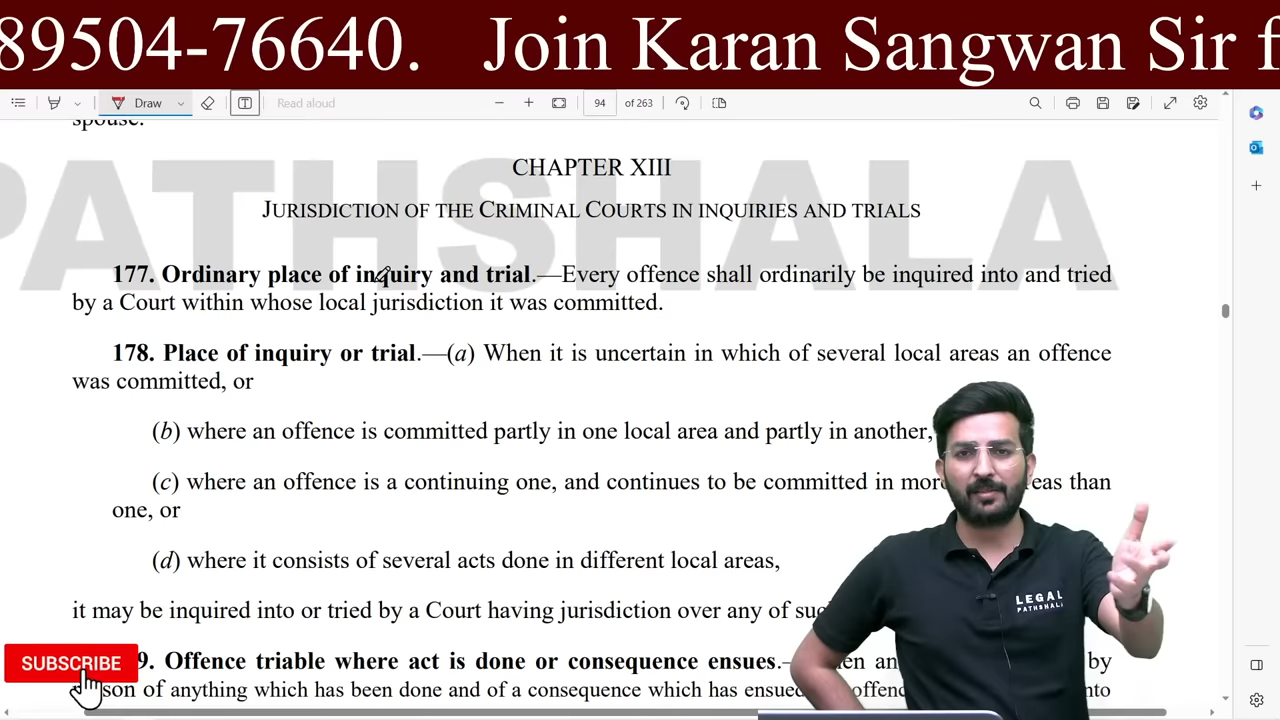 89504-76640. Join Karan Sangwan Sir f
Draw
Read aloud
94 of 263
spouse.
PATHSHALA
CHAPTER XIII
JURISDICTION OF THE CRIMINAL COURTS IN INQUIRIES AND TRIALS
177. Ordinary place of inquiry and trial.—Every offence shall ordinarily be inquired into and tried
by a Court within whose local jurisdiction it was committed.
178. Place of inquiry or trial.—(a) When it is uncertain in which of several local areas an offence
was committed, or
(b) where an offence is committed partly in one local area and partly in another,
(c) where an offence is a continuing one, and continues to be committed in more eas than
one, or
(d) where it consists of several acts done in different local areas,
it may be inquired into or tried by a Court having jurisdiction over any of suc
9. Offence triable where act is done or consequence ensues.— en an by
son of anything which has been done and of a consequence which has ensued offenc nto
LEGAL
PATHSHALA
SUBSCRIBE